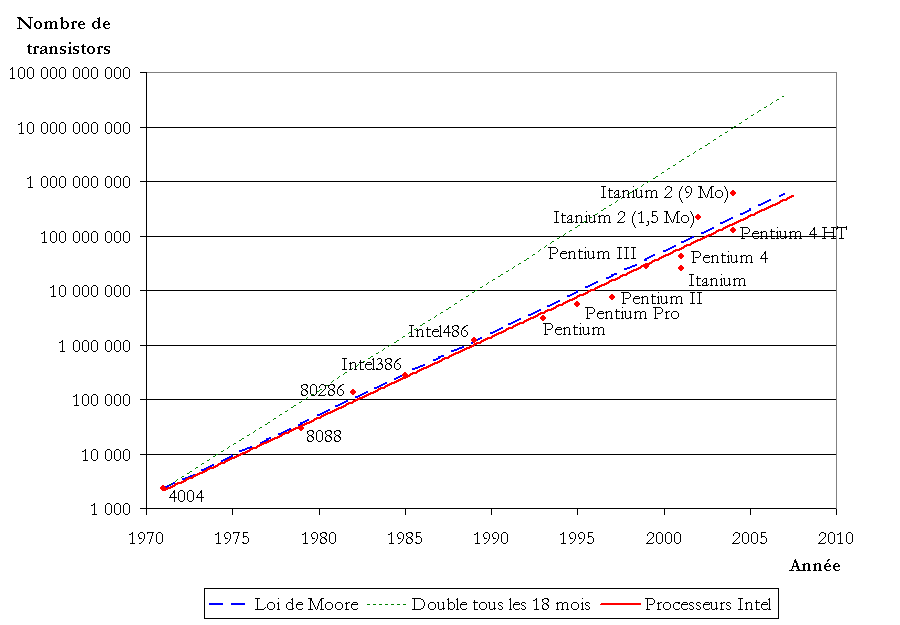 Nombre de
transistors
100 000 000 000
10 000 000 000
1 000 000 000
100 000 000
10 000 000
1 000 000
100 000
10 000
1 000
Itanium 2 (9 Mo)
Itanium 2 (1,5 Mo)
Pentium 4 HT
Pentium III
Pentium 4
Itanium
Pentium II
Pentium Pro
Pentium
Intel486
Intel386
80286
8088
4004
1970 1975 1980 1985 1990 1995 2000 2005 2010
Année
Loi de Moore Double tous les 18 mois Processeurs Intel